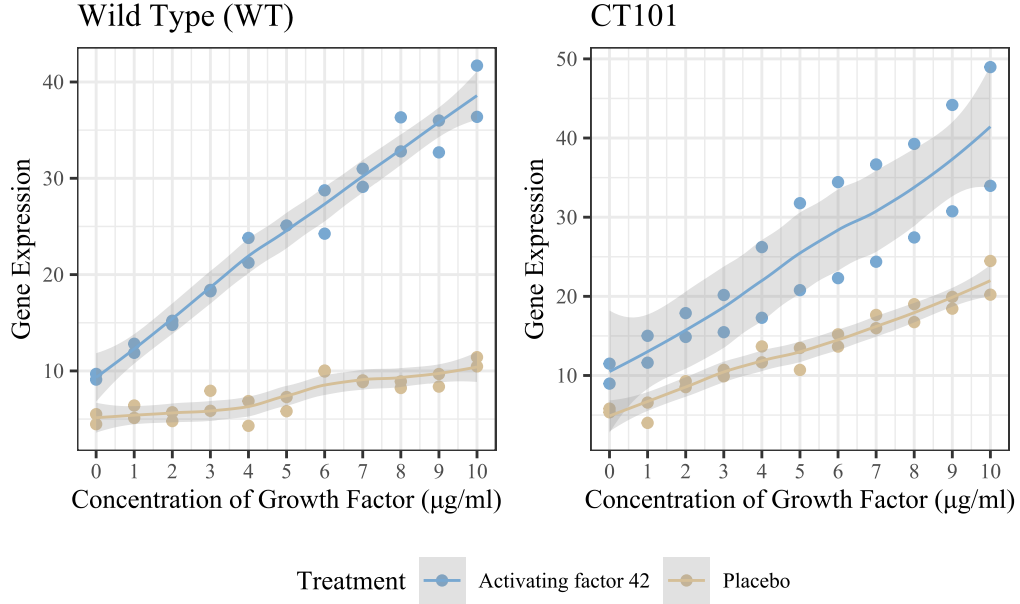 Wild Type (WT)
Gene Expression
40
30
20
10
0 1 2 3 4 5 6 7 8 9 10
Concentration of Growth Factor (μg/ml)
CT101
Gene Expression
50
40
30
20
10
0 1 2 3 4 5 6 7 8 9 10
Concentration of Growth Factor (μg/ml)
Treatment Activating factor 42 Placebo